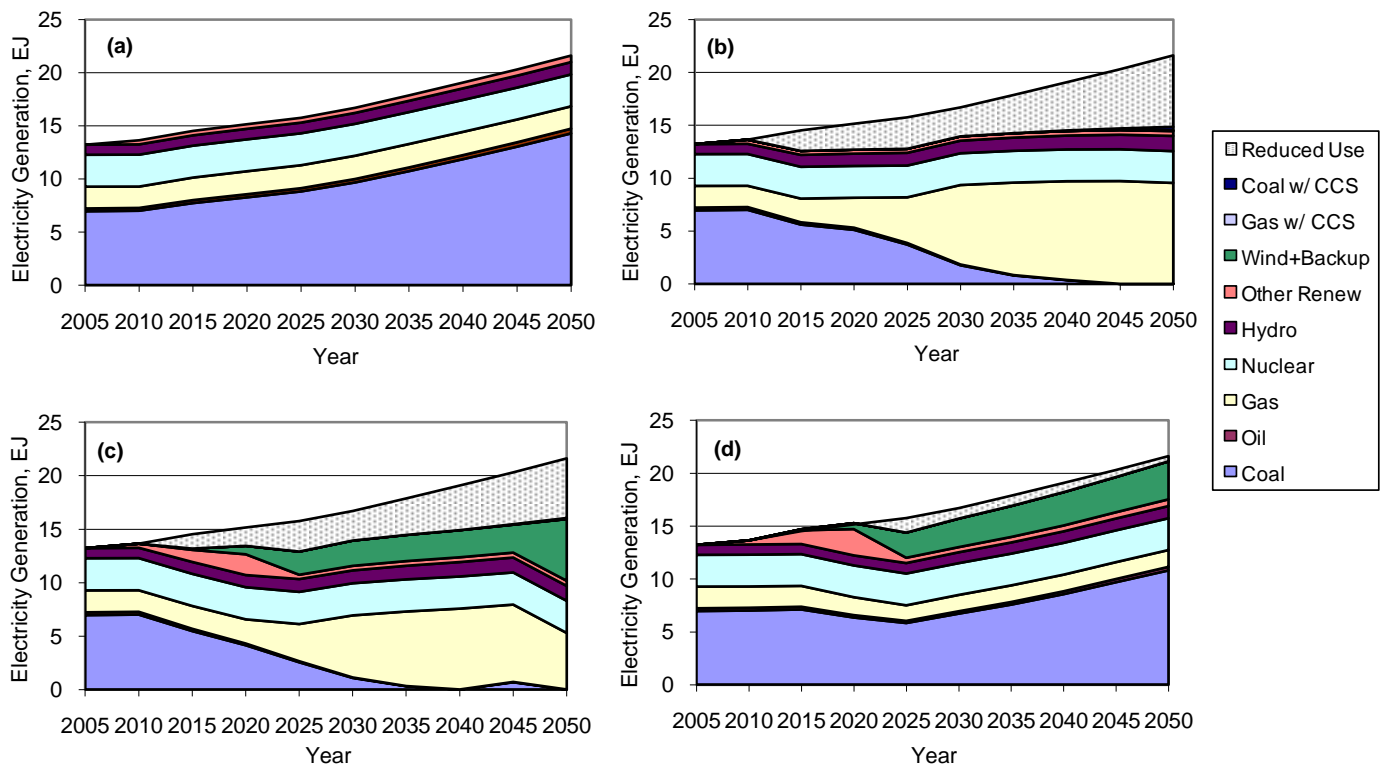 (a)
Electricity Generation, EJ
25
20
15
10
5
0
2005 2010 2015 2020 2025 2030 2035 2040 2045 2050
Year
(b)
Electricity Generation, EJ
25
20
15
10
5
0
2005 2010 2015 2020 2025 2030 2035 2040 2045 2050
Year
Reduced Use
Coal w/ CCS
Gas w/ CCS
Wind+Backup
Other Renew
Hydro
Nuclear
Gas
Oil
Coal
(c)
Electricity Generation, EJ
25
20
15
10
5
0
2005 2010 2015 2020 2025 2030 2035 2040 2045 2050
Year
(d)
Electricity Generation, EJ
25
20
15
10
5
0
2005 2010 2015 2020 2025 2030 2035 2040 2045 2050
Year